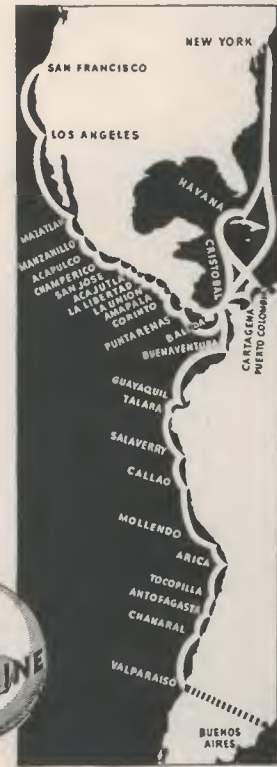 NEW YORK
SAN FRANCISCO
LOS ANGELES
HAVANA
MAZATLAN
MANZANILLO
ACAPULCO
CHAMPERICO
SAN JOSE
ACAJUTLA
LA LIBERTAD
LA UNION
AMAPALA
CORINTO
PUNTARENAS
CRISTOBAL
BALBOA
BUENAVENTURA
CARTAGENA
PUERTO COLOMBIA
GUAYAQUIL
TALARA
SALAVERRY
CALLAO
MOLLENDO
ARICA
TOCOPILLA
ANTOFAGASTA
CHANARAL
VALPARAISO
BUENOS
AIRES